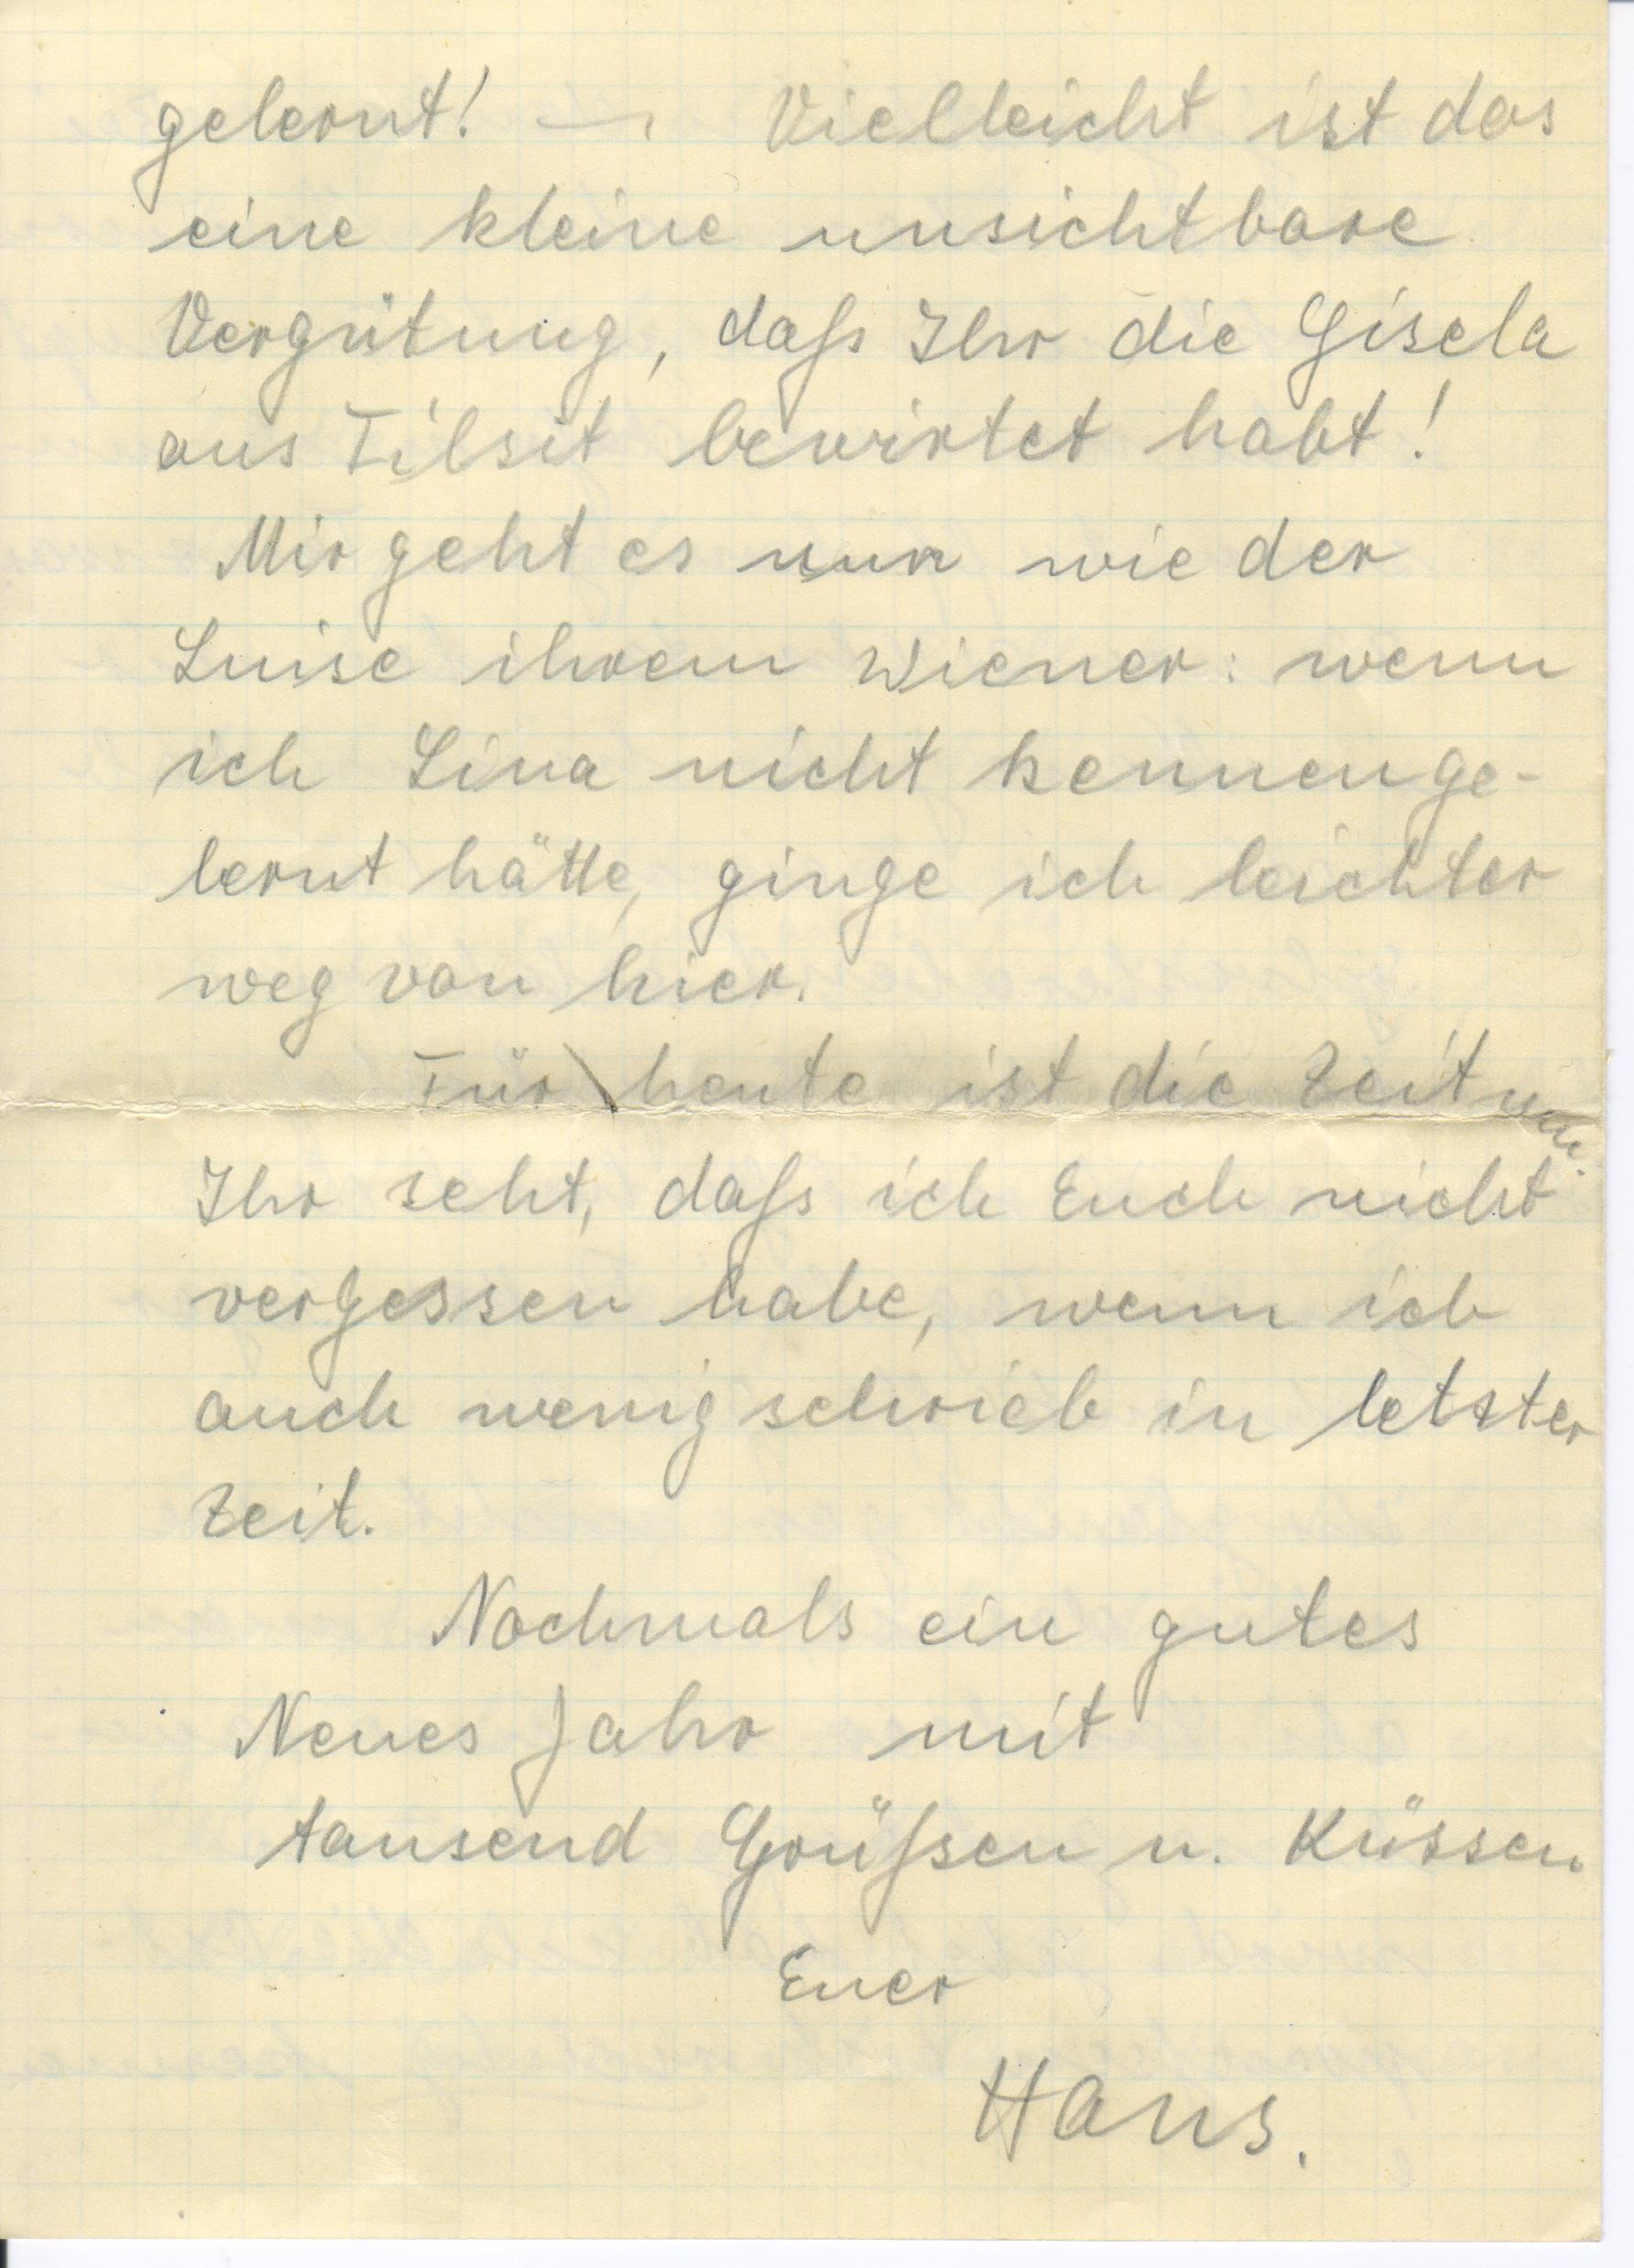 gelernt! — Vielleicht ist das
eine kleine unsichtbare
Vergütung, daß Ihr die Gisela
aus Tilsit bewirtet habt!
Mir geht es nun wie der
Luise ihrem Wiener: wenn
ich Lina nicht kennenge-
lernt hätte, ginge ich leichter
weg von hier.
Für heute ist die Zeit um.
Ihr seht, daß ich Euch nicht
vergessen habe, wenn ich
auch wenig schrieb in letzter
Zeit.
Nochmals ein gutes
Neues Jahr mit
tausend Grüßen u. Küssen
Euer
Hans.